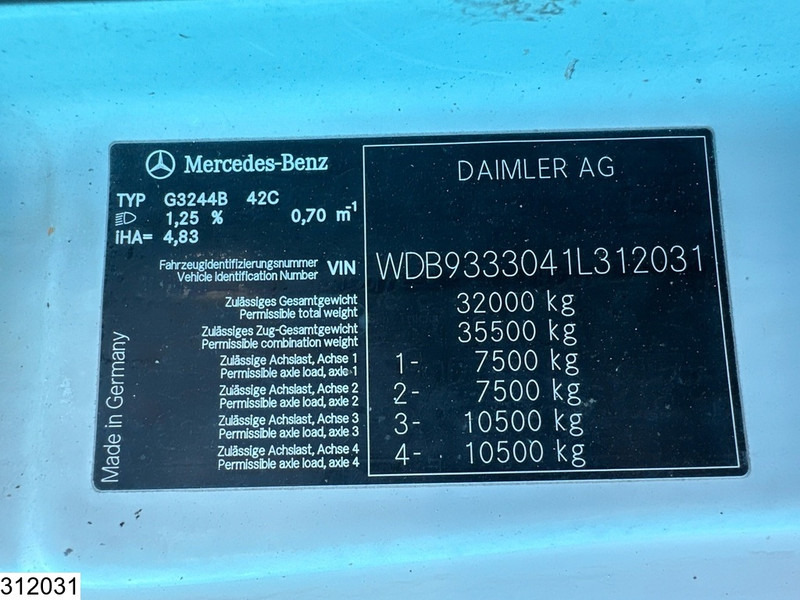 Mercedes-Benz
DAIMLER AG
TYP G3244B 42C
1,25 % 0,70 m-1
iHA= 4,83
Fahrzeugidentifizierungsnummer
Vehicle Identification Number
VIN WDB9333041L312031
Zulässiges Gesamtgewicht
Permissible total weight
32000 kg
Zulässiges Zug-Gesamtgewicht
Permissible combination weight
35500 kg
Zulässige Achslast, Achse 1
Permissible axle load, axle 1
1- 7500 kg
Zulässige Achslast, Achse 2
Permissible axle load, axle 2
2- 7500 kg
Zulässige Achslast, Achse 3
Permissible axle load, axle 3
3- 10500 kg
Zulässige Achslast, Achse 4
Permissible axle load, axle 4
4- 10500 kg
Made in Germany
312031